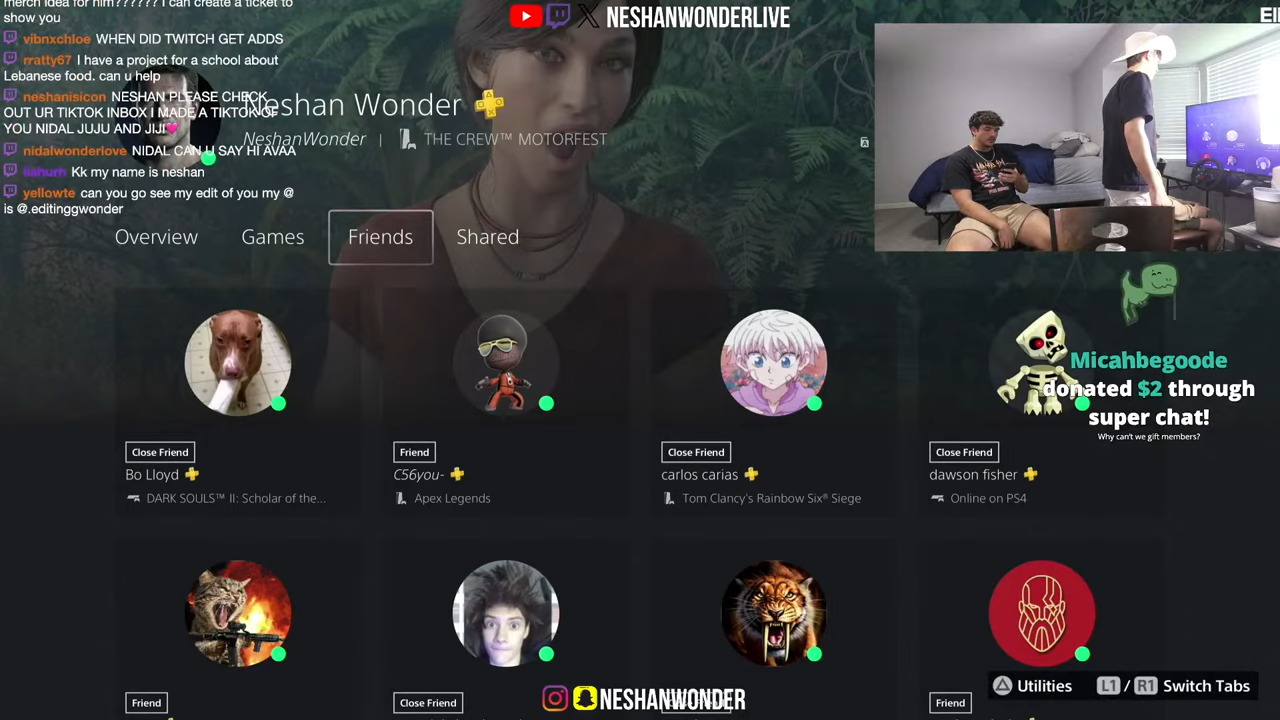 merch idea for him?????? I can create a ticket to
show you
vibnxchloe WHEN DID TWITCH GET ADDS
rratty67 I have a project for a school about
Lebanese food. can u help
neshanisicon NESHAN PLEASE CHECK
OUT UR TIKTOK INBOX I MADE A TIKTOK OF
YOU NIDAL JUJU AND JIJI
nidalwonderlove NIDAL CAN U SAY HI AVAA
Kk my name is neshan
yellowte can you go see my edit of you my @
is @.editinggwonder
NESHANWONDERLIVE
Neshan Wonder
NeshanWonder | THE CREW™ MOTORFEST
Overview Games Friends Shared
Close Friend
Bo Lloyd
DARK SOULS™ II: Scholar of the...
Friend
C56you-
Apex Legends
Close Friend
carlos carias
Tom Clancy's Rainbow Six® Siege
Close Friend
dawson fisher
Online on PS4
Micahbegoode
donated $2 through
super chat!
Why can't we gift members?
Friend
Close Friend
Friend
NESHANWONDER
Utilities L1 / R1 Switch Tabs